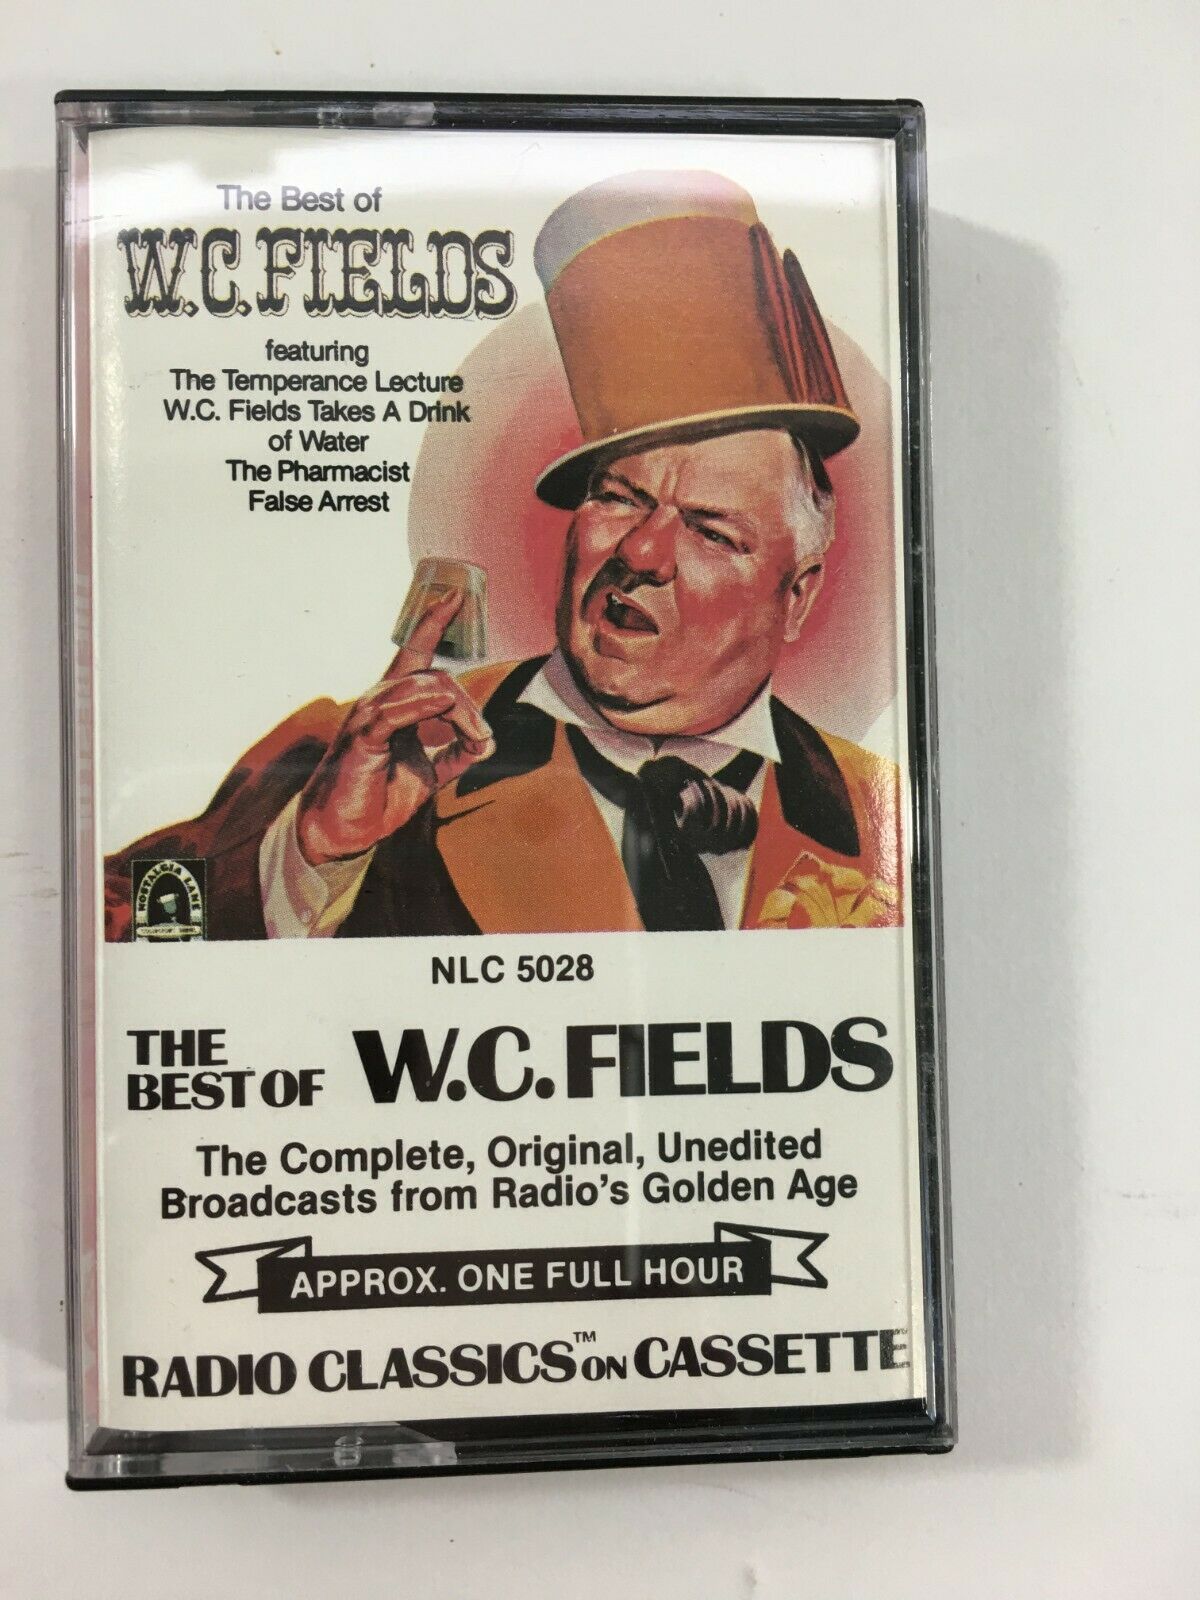 The Best of
W.C. FIELDS
featuring
The Temperance Lecture
W.C. Fields Takes A Drink
of Water
The Pharmacist
False Arrest
NOSTALGIA LANE
NLC 5028
THE
BEST OF W.C. FIELDS
The Complete, Original, Unedited
Broadcasts from Radio's Golden Age
APPROX. ONE FULL HOUR
RADIO CLASSICS™ ON CASSETTE